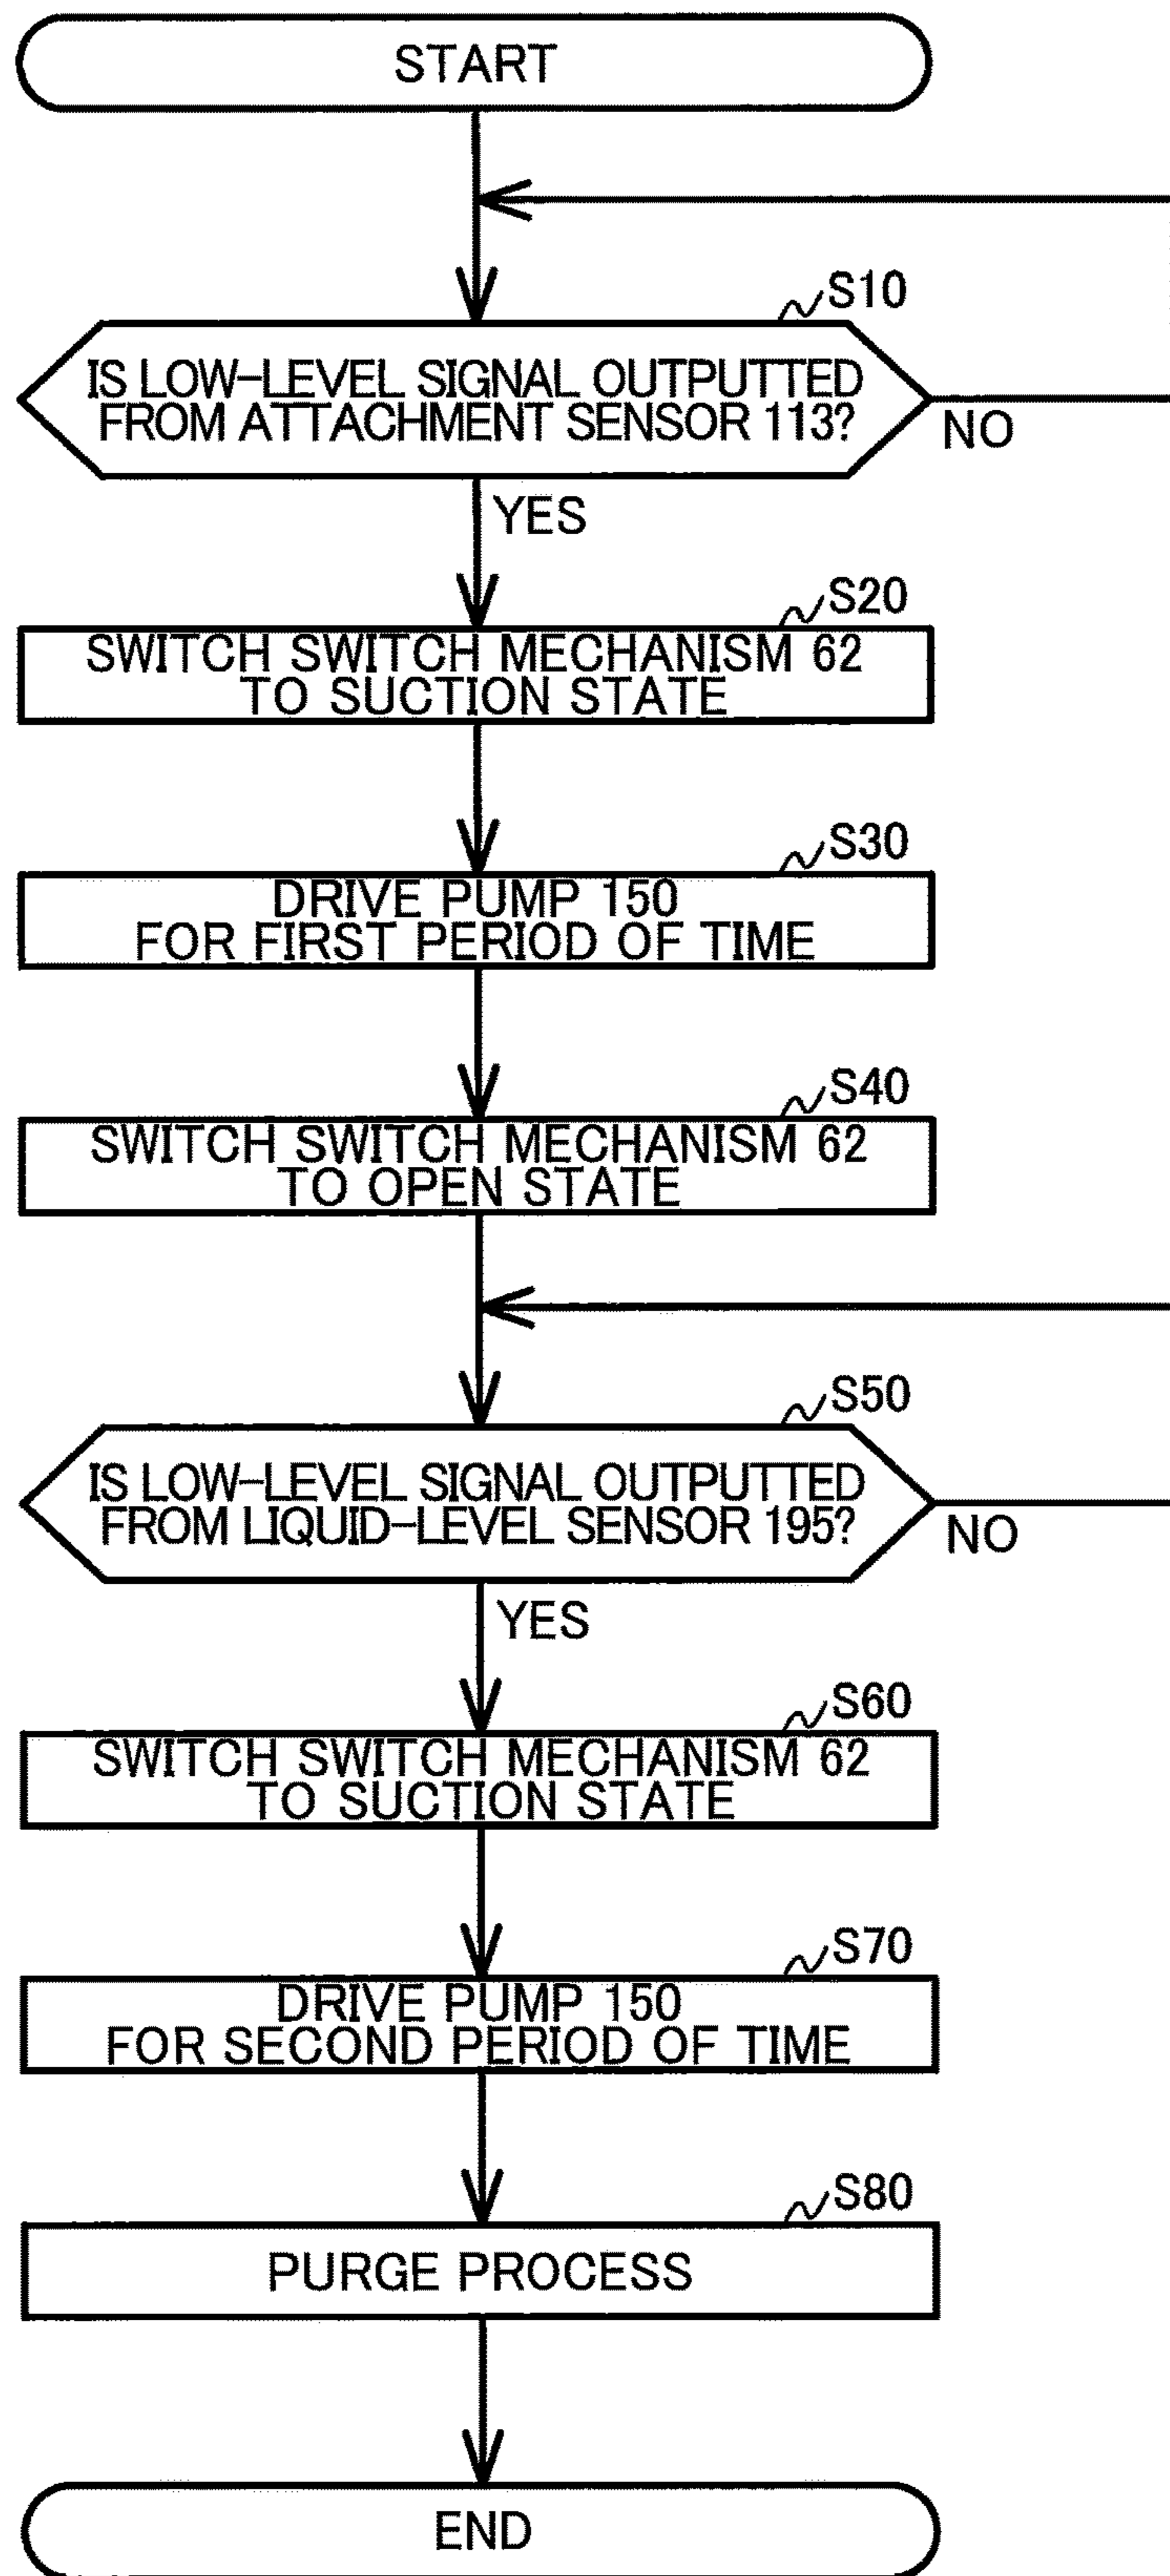 START
S10
IS LOW-LEVEL SIGNAL OUTPUTTED
FROM ATTACHMENT SENSOR 113?
NO
YES
S20
SWITCH SWITCH MECHANISM 62
TO SUCTION STATE
S30
DRIVE PUMP 150
FOR FIRST PERIOD OF TIME
S40
SWITCH SWITCH MECHANISM 62
TO OPEN STATE
S50
IS LOW-LEVEL SIGNAL OUTPUTTED
FROM LIQUID-LEVEL SENSOR 195?
NO
YES
S60
SWITCH SWITCH MECHANISM 62
TO SUCTION STATE
S70
DRIVE PUMP 150
FOR SECOND PERIOD OF TIME
S80
PURGE PROCESS
END